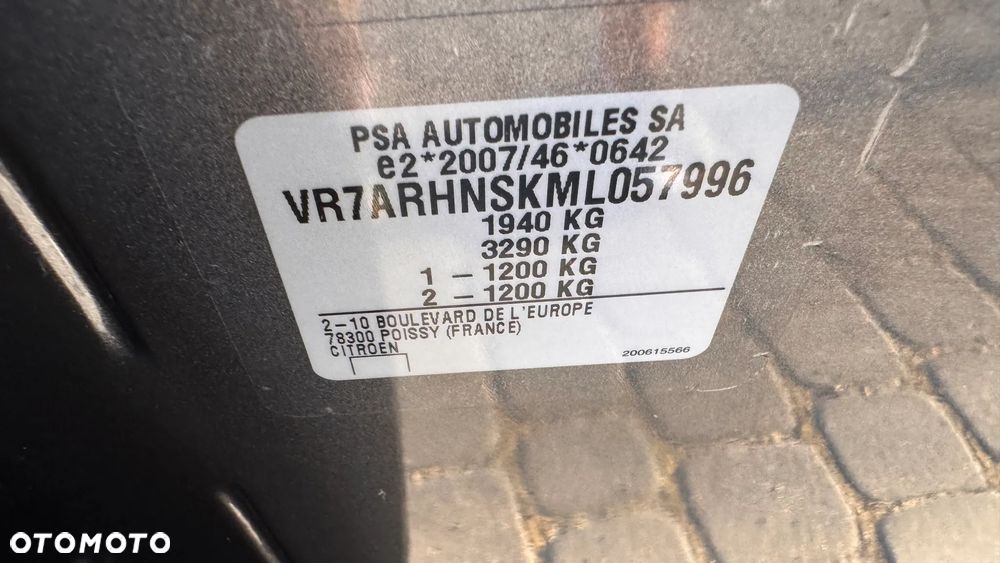 PSA AUTOMOBILES SA
e2*2007/46*0642
VR7ARHNSKML057996
1940 KG
3290 KG
1 - 1200 KG
2 - 1200 KG
2-10 BOULEVARD DE L'EUROPE
78300 POISSY (FRANCE)
CITROEN
200615566
OTOMOTO